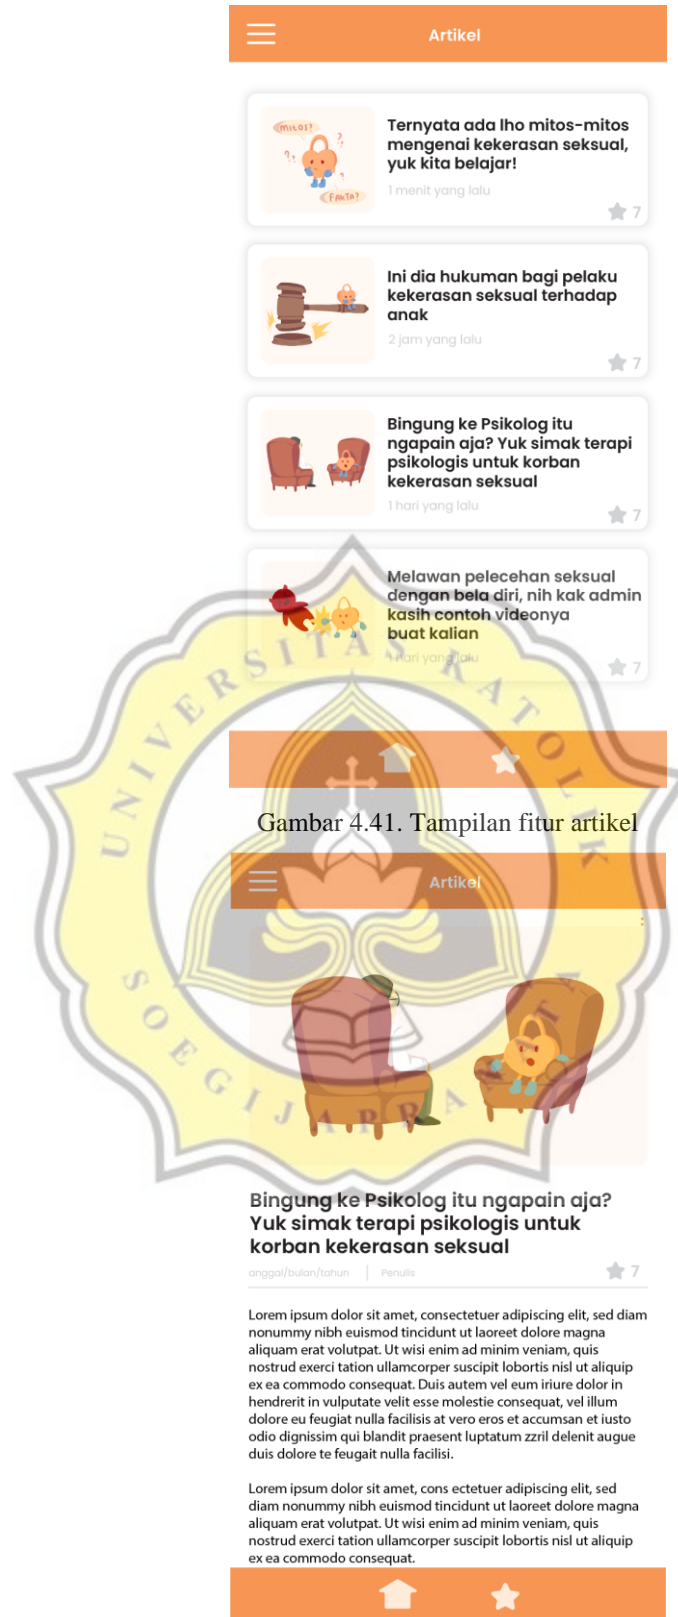 Artikel
mitos?
FAKTA?
Ternyata ada lho mitos-mitos
mengenai kekerasan seksual,
yuk kita belajar!
1 menit yang lalu
7
Ini dia hukuman bagi pelaku
kekerasan seksual terhadap
anak
2 jam yang lalu
7
Bingung ke Psikolog itu
ngapain aja? Yuk simak terapi
psikologis untuk korban
kekerasan seksual
1 hari yang lalu
7
Melawan pelecehan seksual
dengan bela diri, nih kak admin
kasih contoh videonya
buat kalian
1 hari yang lalu
7
UNIVERSITAS KATOLIK
SOEGIJAPRANATA
Gambar 4.41. Tampilan fitur artikel
Artikel
Bingung ke Psikolog itu ngapain aja?
Yuk simak terapi psikologis untuk
korban kekerasan seksual
anggal/bulan/tahun | Penulis
7
Lorem ipsum dolor sit amet, consectetuer adipiscing elit, sed diam
nonummy nibh euismod tincidunt ut laoreet dolore magna
aliquam erat volutpat. Ut wisi enim ad minim veniam, quis
nostrud exerci tation ullamcorper suscipit lobortis nisl ut aliquip
ex ea commodo consequat. Duis autem vel eum iriure dolor in
hendrerit in vulputate velit esse molestie consequat, vel illum
dolore eu feugiat nulla facilisis at vero eros et accumsan et iusto
odio dignissim qui blandit praesent luptatum zzril delenit augue
duis dolore te feugait nulla facilisi.
Lorem ipsum dolor sit amet, cons ectetuer adipiscing elit, sed
diam nonummy nibh euismod tincidunt ut laoreet dolore magna
aliquam erat volutpat. Ut wisi enim ad minim veniam, quis
nostrud exerci tation ullamcorper suscipit lobortis nisl ut aliquip
ex ea commodo consequat.